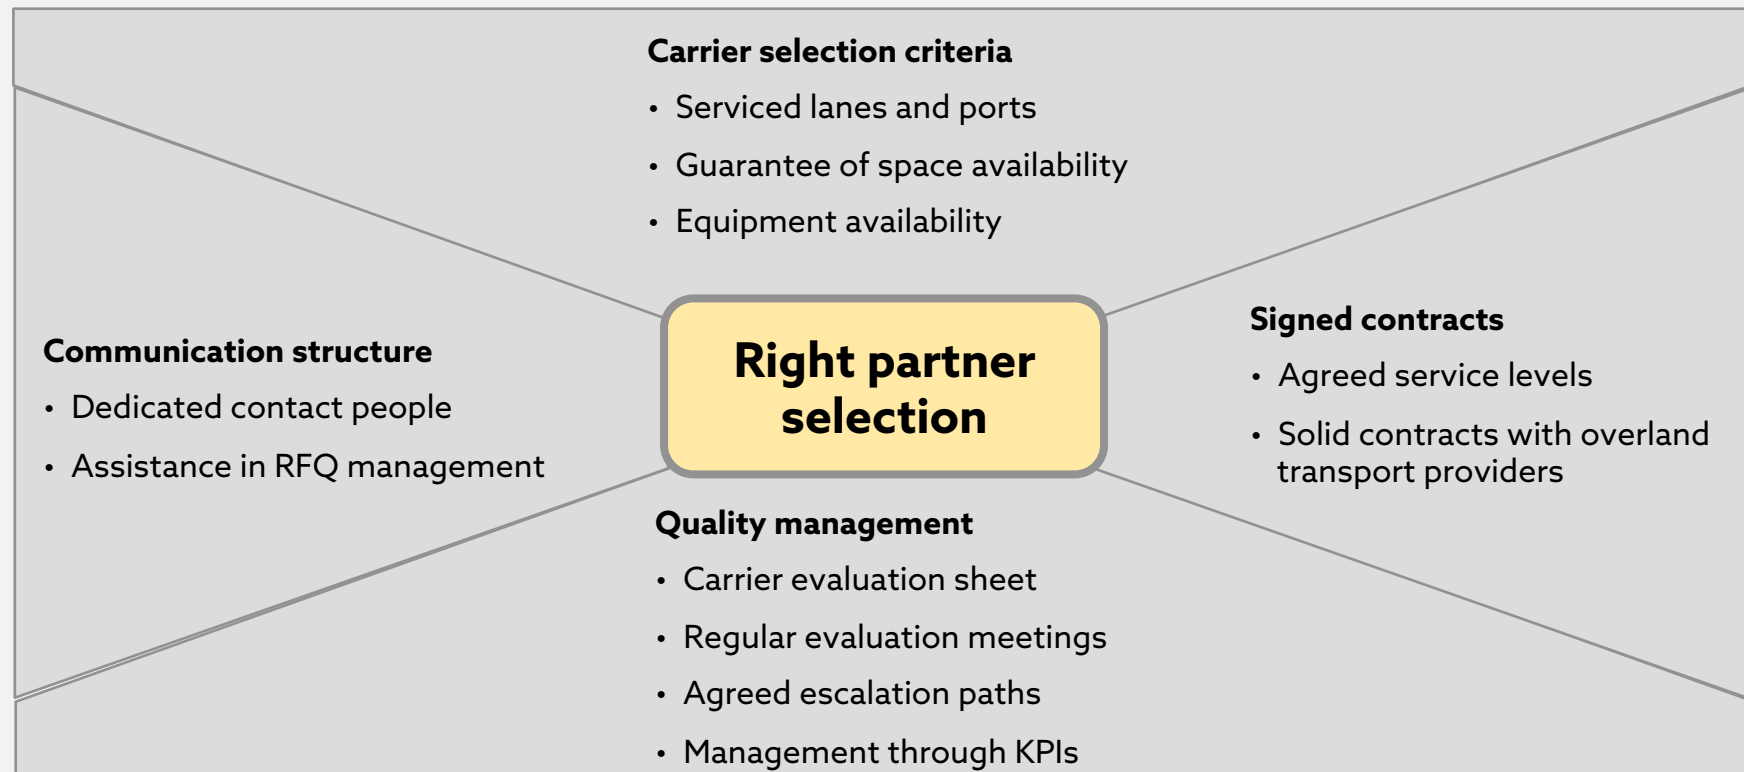 Carrier selection criteria
• Serviced lanes and ports
• Guarantee of space availability
• Equipment availability
Communication structure
• Dedicated contact people
• Assistance in RFQ management
Right partner
selection
Signed contracts
• Agreed service levels
• Solid contracts with overland
transport providers
Quality management
• Carrier evaluation sheet
• Regular evaluation meetings
• Agreed escalation paths
• Management through KPIs